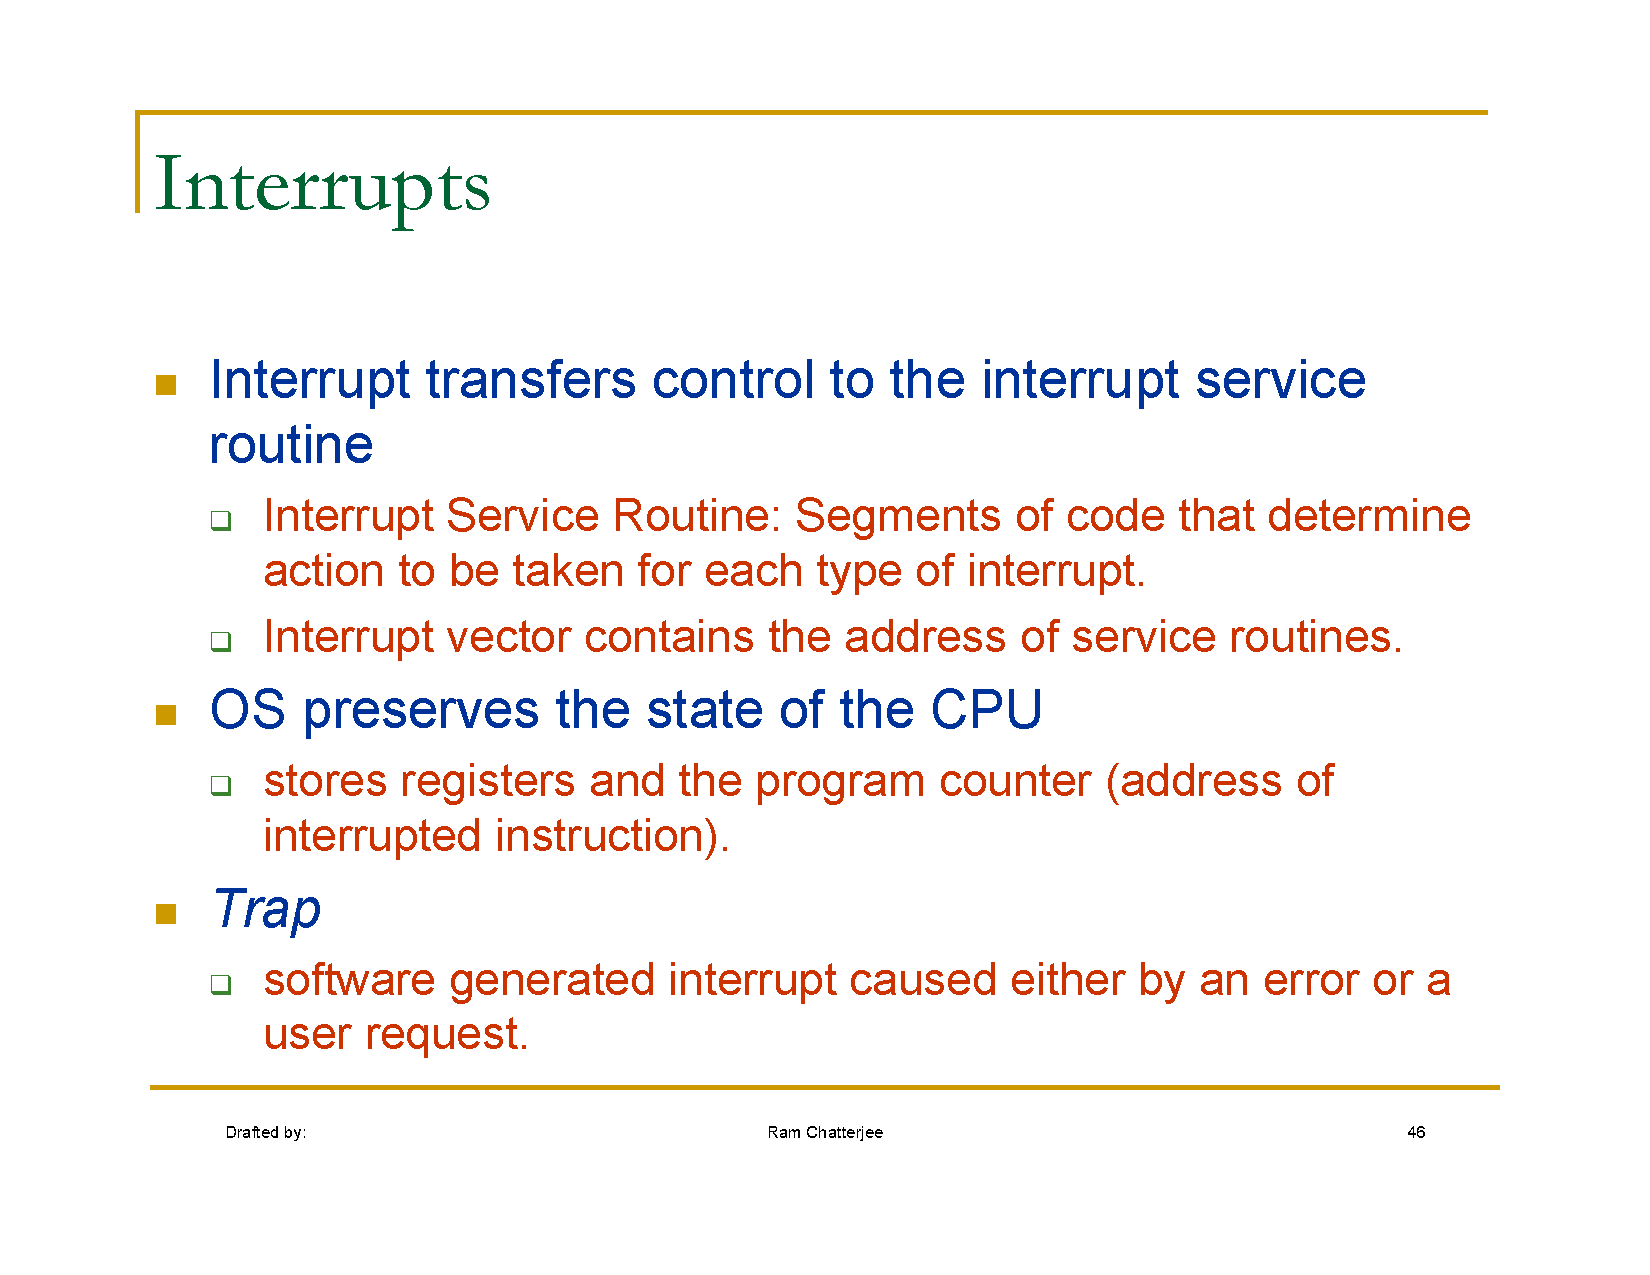 Interrupts
Interrupt transfers control to the interrupt service
routine
Interrupt Service Routine: Segments of code that determine
action to be taken for each type of interrupt.
Interrupt vector contains the address of service routines.
OS preserves the state of the CPU
stores registers and the program counter (address of
interrupted instruction).
Trap
software generated interrupt caused either by an error or a
user request.
Drafted by: Ram Chatterjee 46